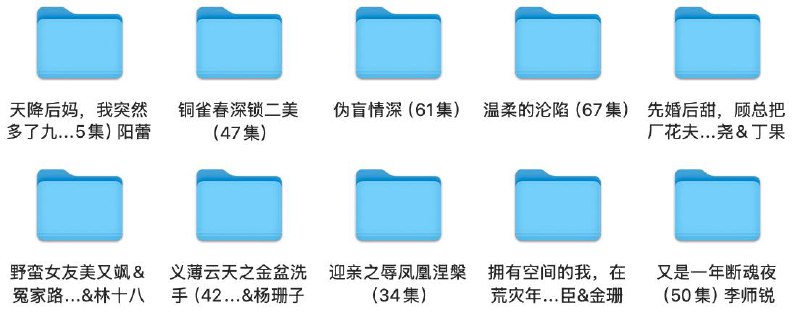 天降后妈，我突然
多了九...5集）阳蕾
铜雀春深锁二美
（47集）
伪盲情深（61集）
温柔的沦陷（67集）
先婚后甜，顾总把
厂花夫...尧＆丁果
野蛮女友美又飒＆
冤家路...&林十八
义薄云天之金盆洗
手（42...&杨珊子
迎亲之辱凤凰涅槃
（34集）
拥有空间的我，在
荒灾年...臣&金珊
又是一年断魂夜
（50集）李师锐